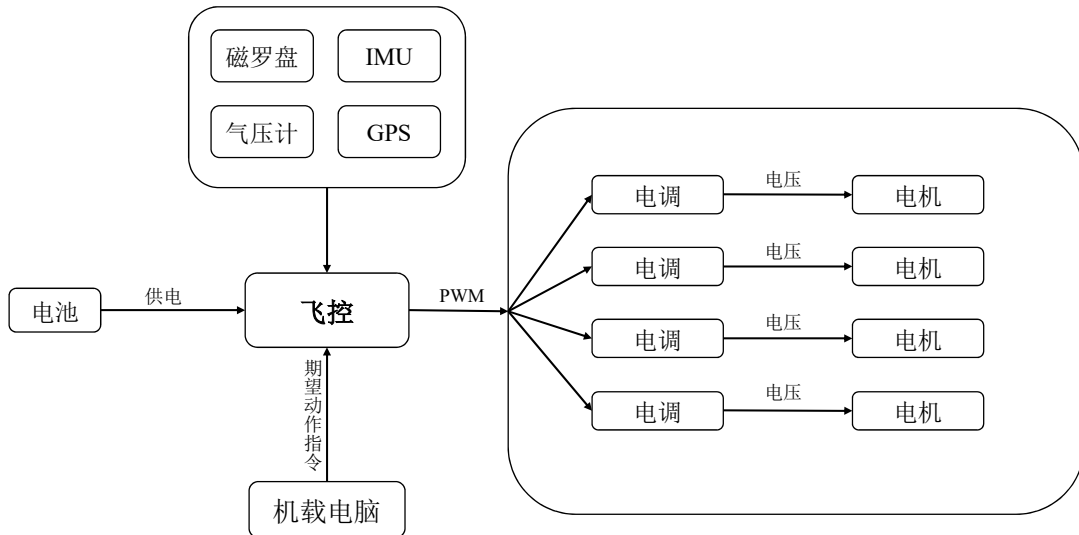 磁罗盘
IMU
气压计
GPS
电调
电压
电机
电调
电压
电机
电池
供电
飞控
PWM
电调
电压
电机
电调
电压
电机
期望动作指令
机载电脑